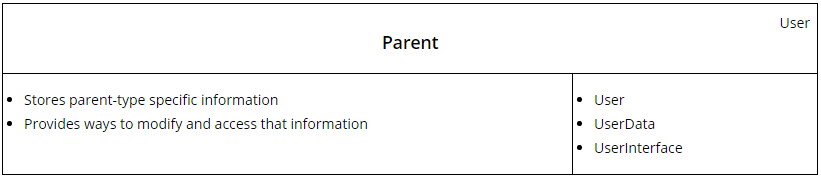 User
Parent
Stores parent-type specific information
Provides ways to modify and access that information
User
UserData
UserInterface